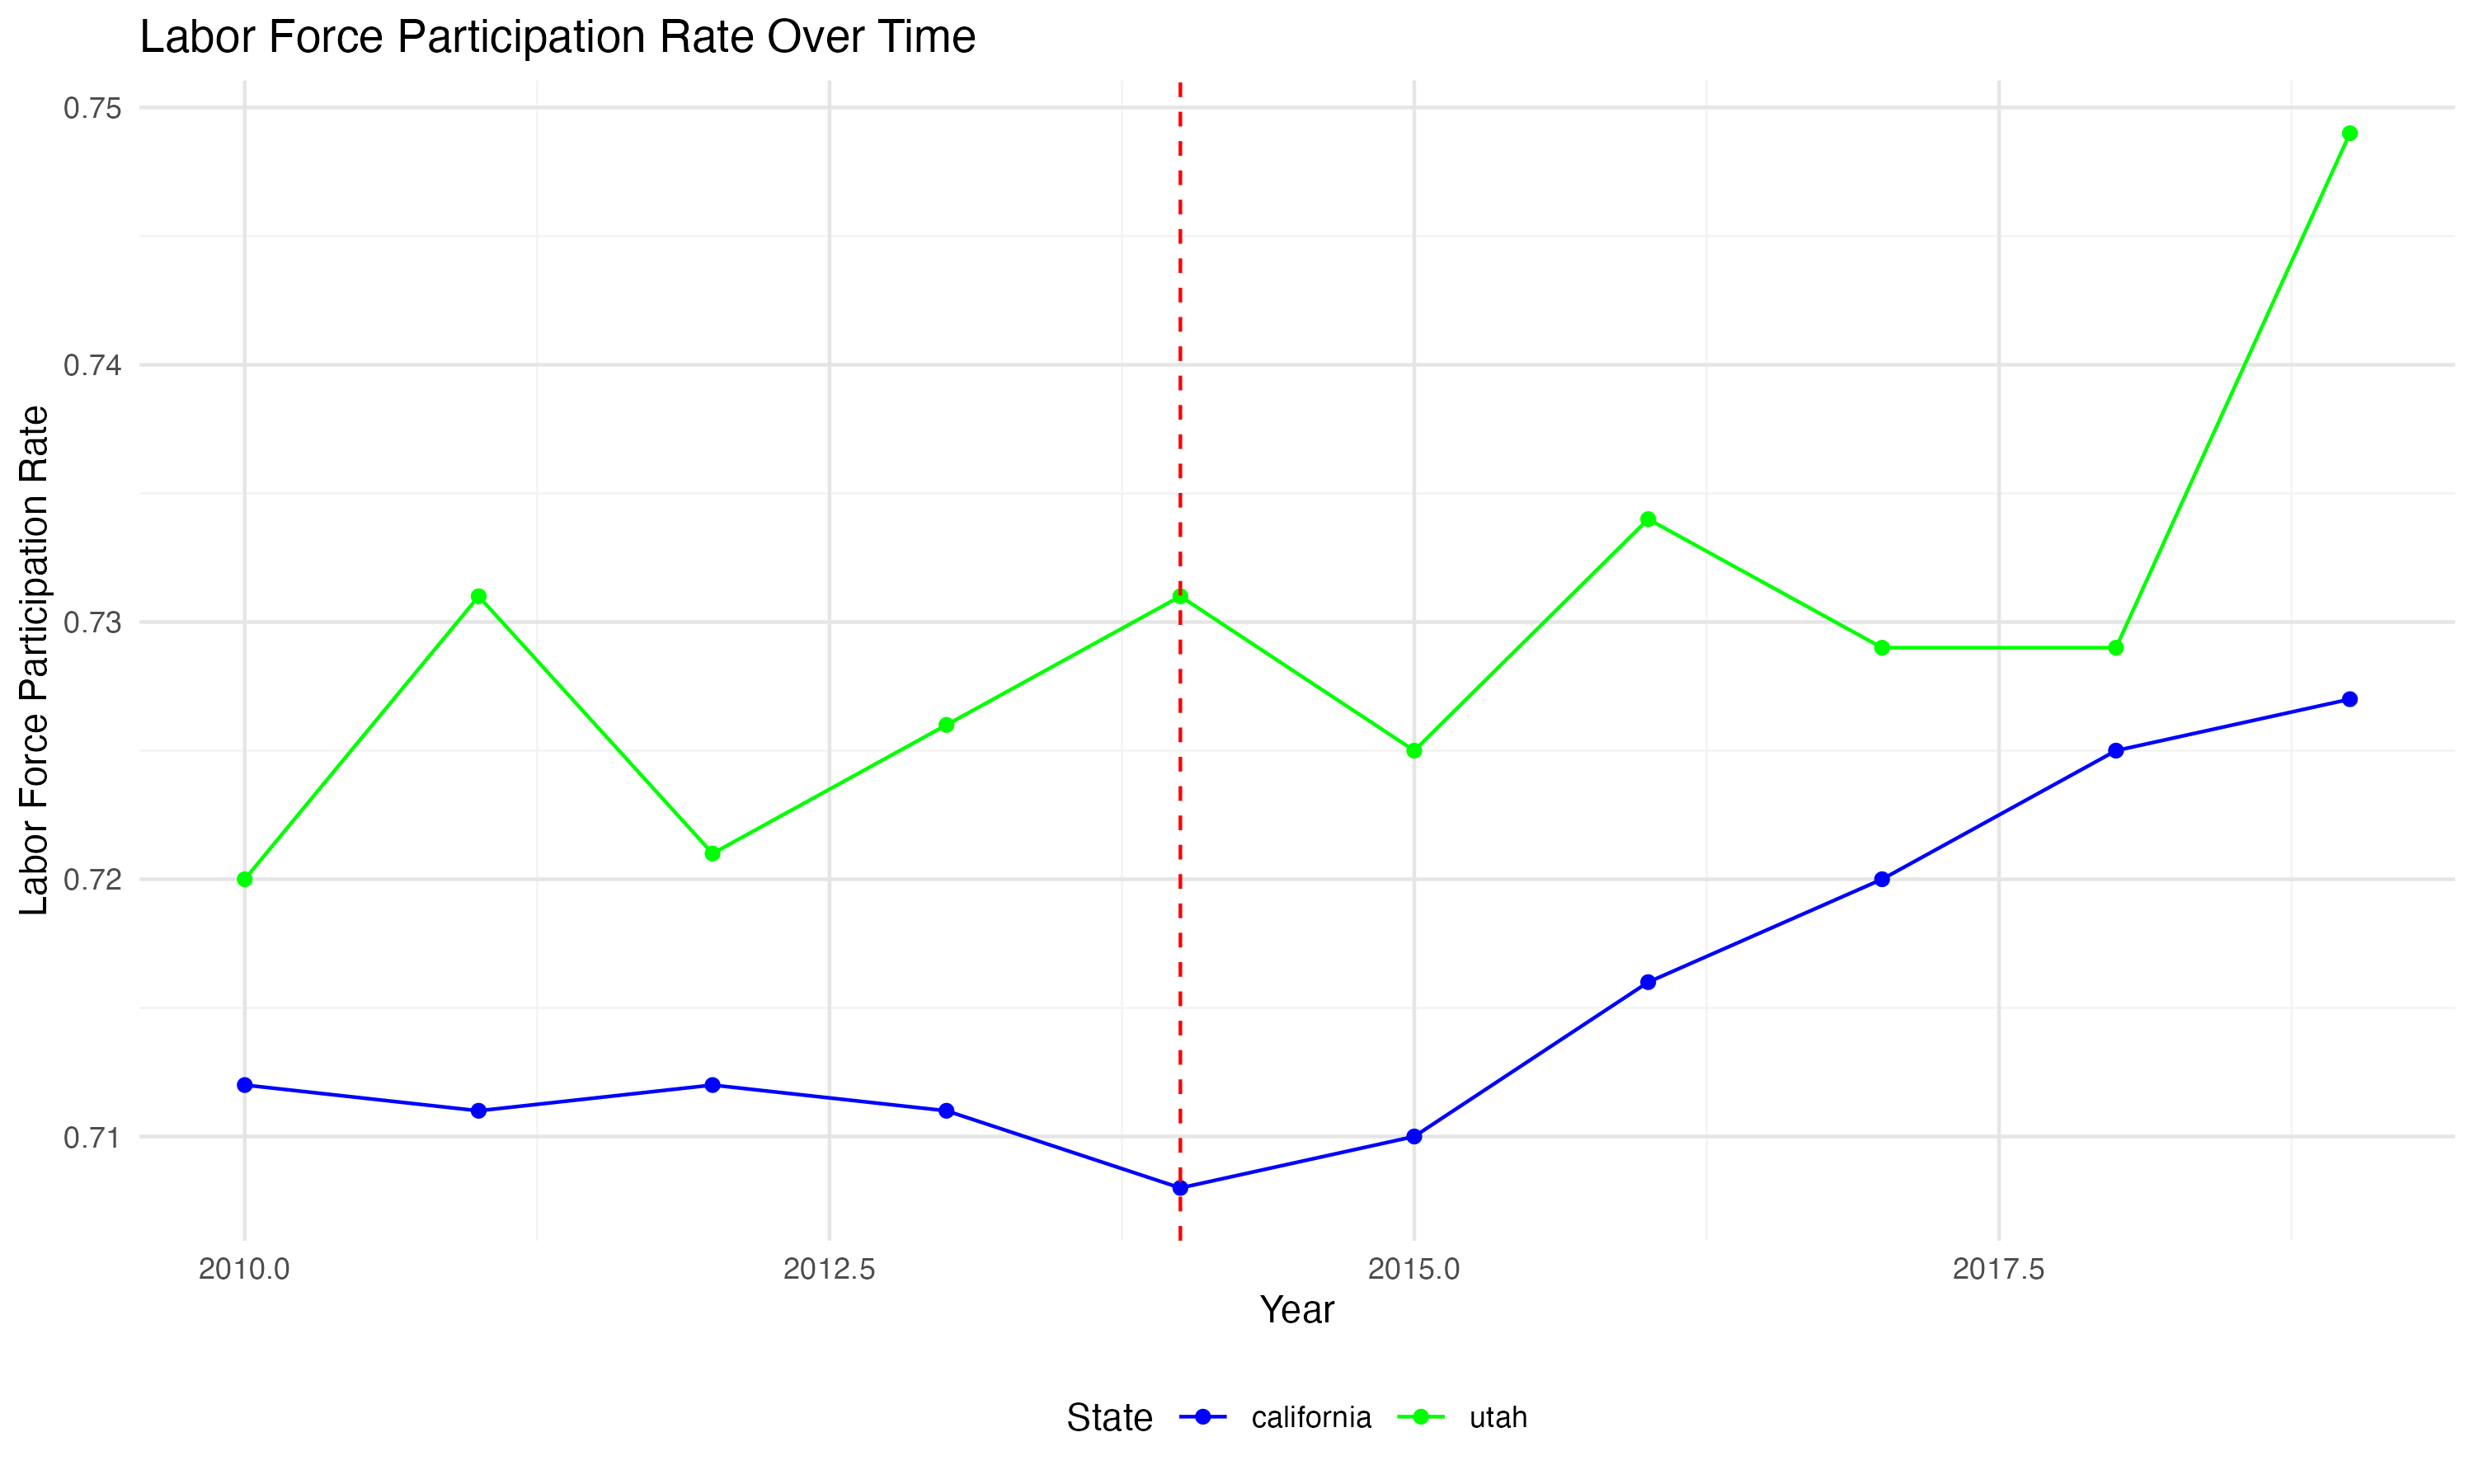 Labor Force Participation Rate Over Time
Labor Force Participation Rate
0.75
0.74
0.73
0.72
0.71
2010.0 2012.5 2015.0 2017.5
Year
State california utah